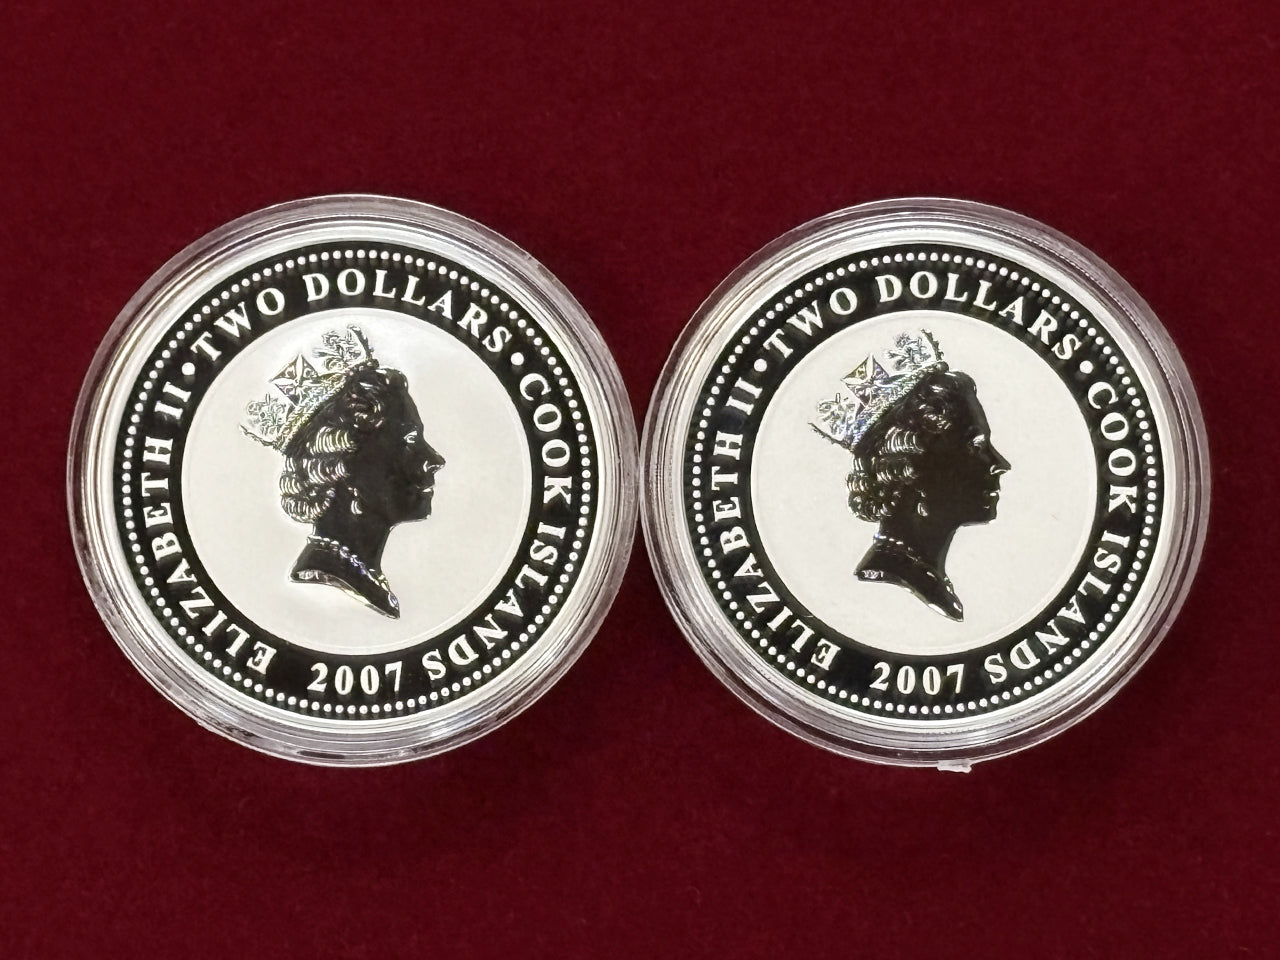 ELIZABETH II • TWO DOLLARS • COOK ISLANDS
2007
ELIZABETH II • TWO DOLLARS • COOK ISLANDS
2007